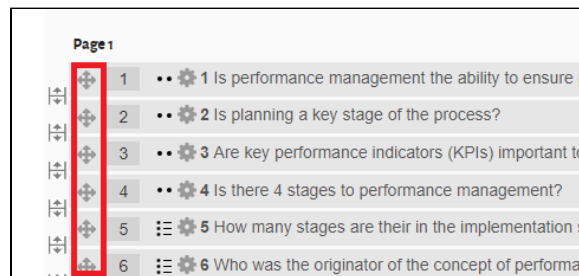 Page 1
1 1 Is performance management the ability to ensure
2 2 Is planning a key stage of the process?
3 3 Are key performance indicators (KPIs) important to
4 4 Is there 4 stages to performance management?
5 5 How many stages are their in the implementation
6 6 Who was the originator of the concept of performa